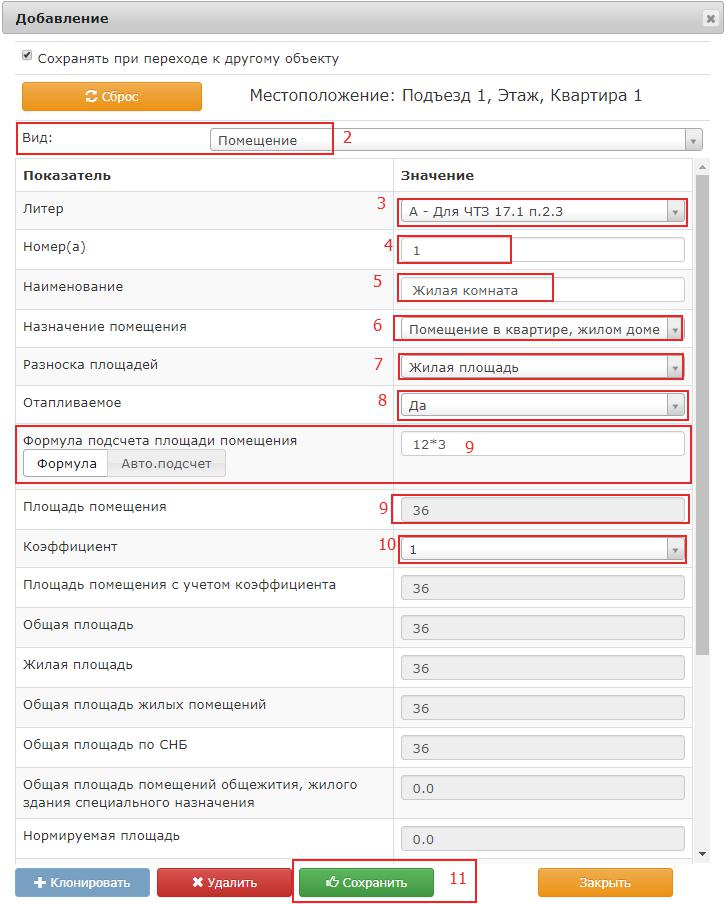 Добавление
Сохранять при переходе к другому объекту
Сброс Местоположение: Подъезд 1, Этаж, Квартира 1
Вид: Помещение 2
Показатель Значение
Литер 3 А - Для ЧТЗ 17.1 п.2.3
Номер(а) 4 1
Наименование 5 Жилая комната
Назначение помещения 6 Помещение в квартире, жилом доме
Разноска площадей 7 Жилая площадь
Отапливаемое 8 Да
Формула подсчета площади помещения 12*3 9
Формула Авто.подсчет
Площадь помещения 9 36
Коэффициент 10 1
Площадь помещения с учетом коэффициента 36
Общая площадь 36
Жилая площадь 36
Общая площадь жилых помещений 36
Общая площадь по СНБ 36
Общая площадь помещений общежития, жилого 0.0
здания специального назначения
Нормируемая площадь 0.0
Клонировать Удалить Сохранить 11 Закрыть